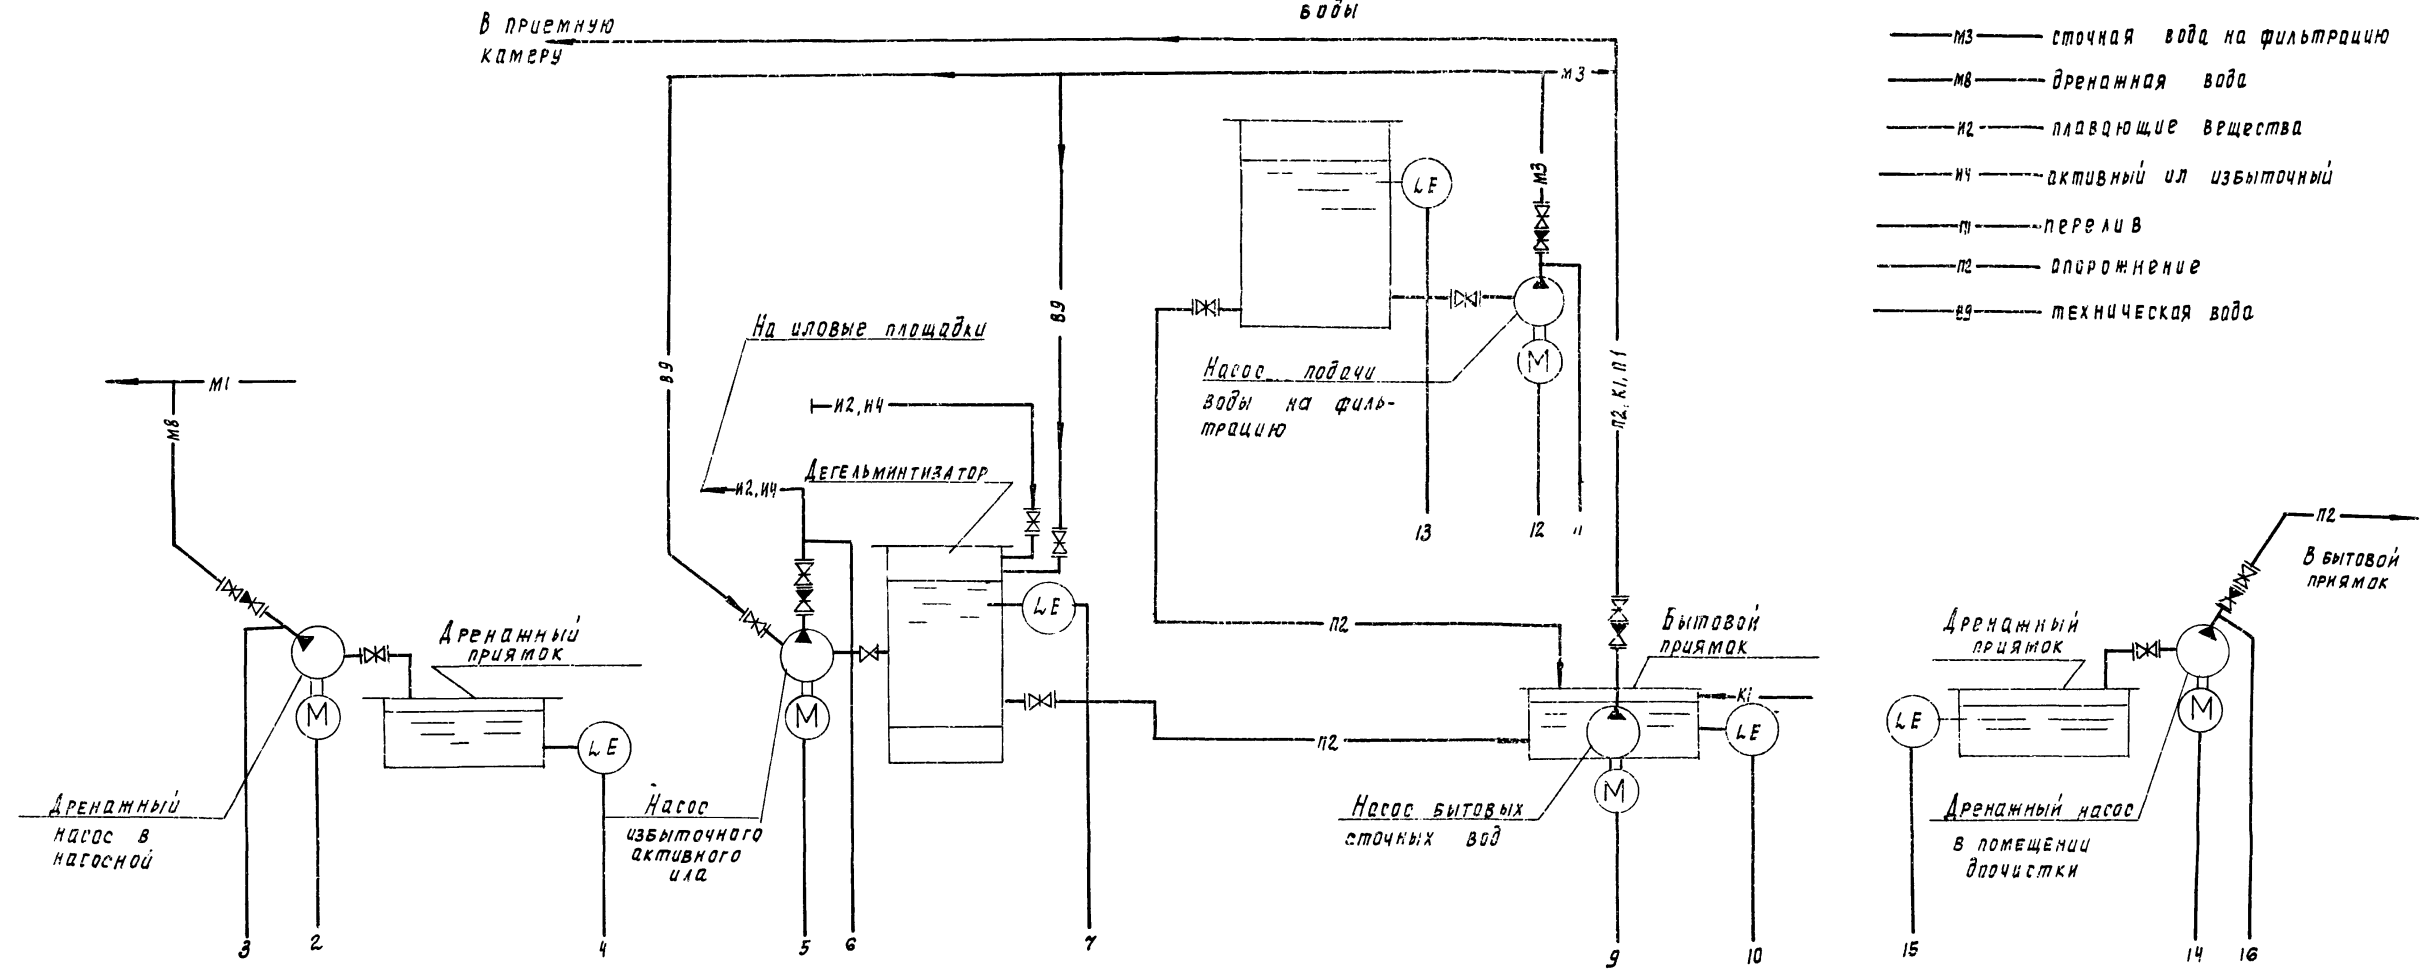 воды
В приемную
камеру
М3
В9
В9
М3
П2, К1, П1
М1
М8
На иловые площадки
И2, И4
И2, И4
Дегельминтизатор
LE
LE
M
Насос подачи
воды на филь-
трацию
13
12
11
Дренажный
приямок
M
LE
Дренажный
насос в
насосной
3
2
4
M
Насос
избыточного
активного
ила
5
6
7
П2
П2
Бытовой
приямок
К1
LE
M
Насос бытовых
сточных вод
9
10
П2
В бытовой
приямок
Дренажный
приямок
LE
M
Дренажный насос
в помещении
доочистки
15
14
16
М3 сточная вода на фильтрацию
М8 дренажная вода
И2 плавающие вещества
И4 активный ил избыточный
П1 перелив
П2 опорожнение
В9 техническая вода